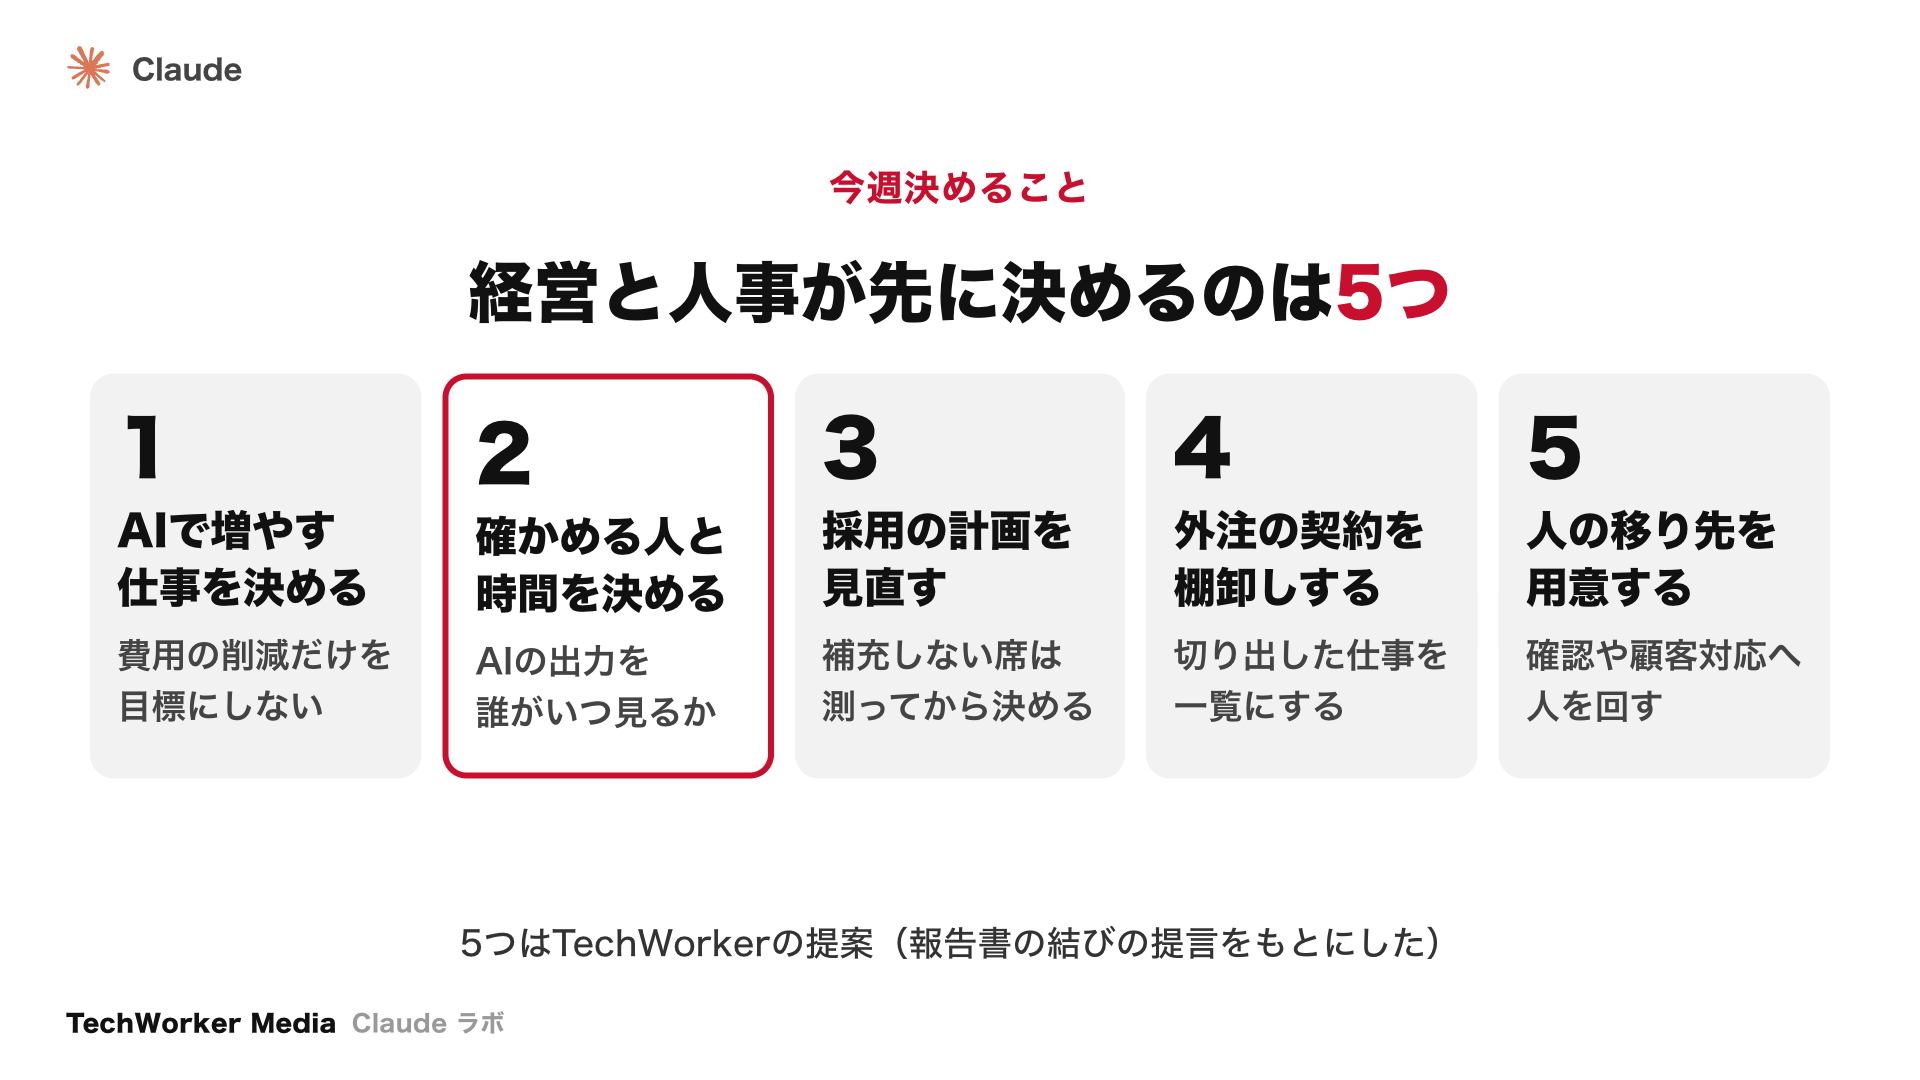 Claude
今週決めること
経営と人事が先に決めるのは5つ
1
AIで増やす
仕事を決める
費用の削減だけを
目標にしない
2
確かめる人と
時間を決める
AIの出力を
誰がいつ見るか
3
採用の計画を
見直す
補充しない席は
測ってから決める
4
外注の契約を
棚卸しする
切り出した仕事を
一覧にする
5
人の移り先を
用意する
確認や顧客対応へ
人を回す
5つはTechWorkerの提案（報告書の結びの提言をもとにした）
TechWorker Media Claude ラボ